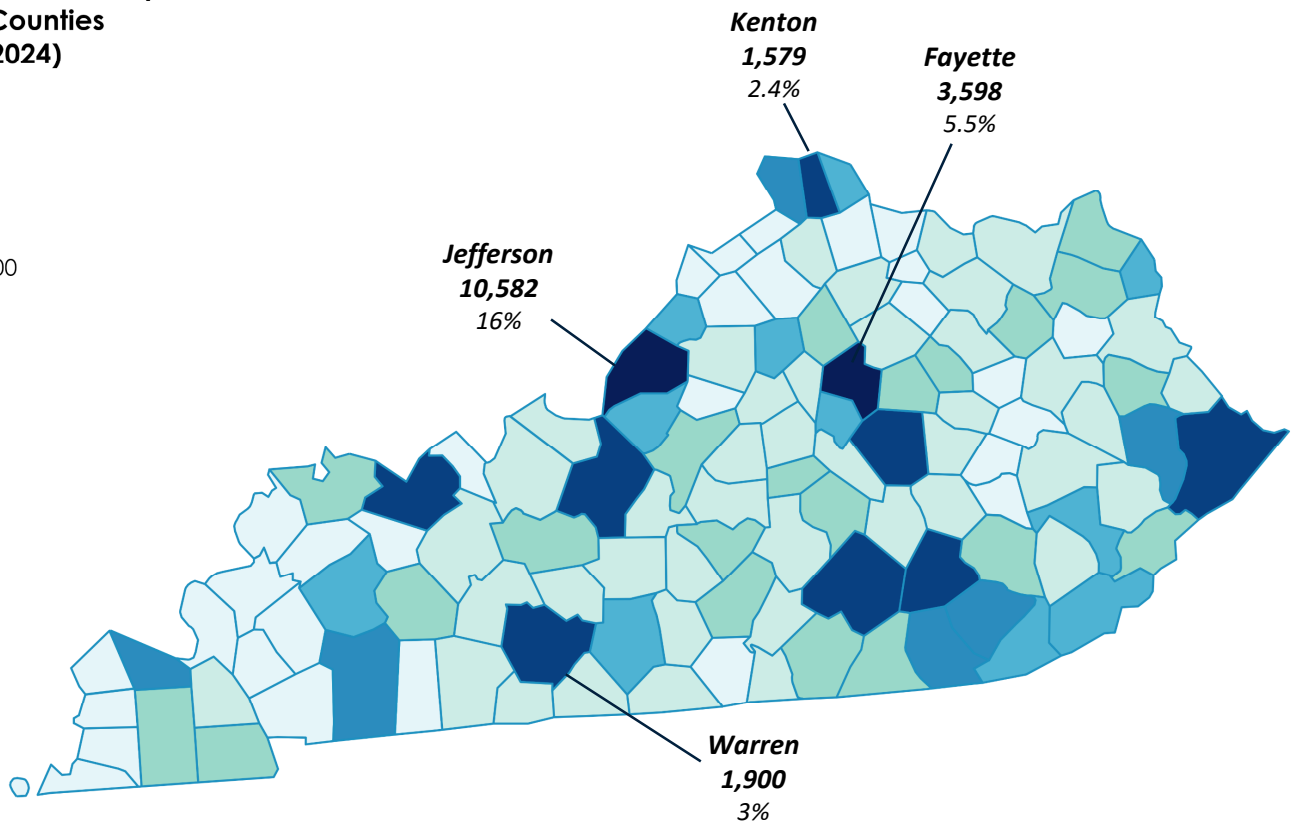 Counties
2024)
00
Kenton
1,579
2.4%
Fayette
3,598
5.5%
Jefferson
10,582
16%
Warren
1,900
3%